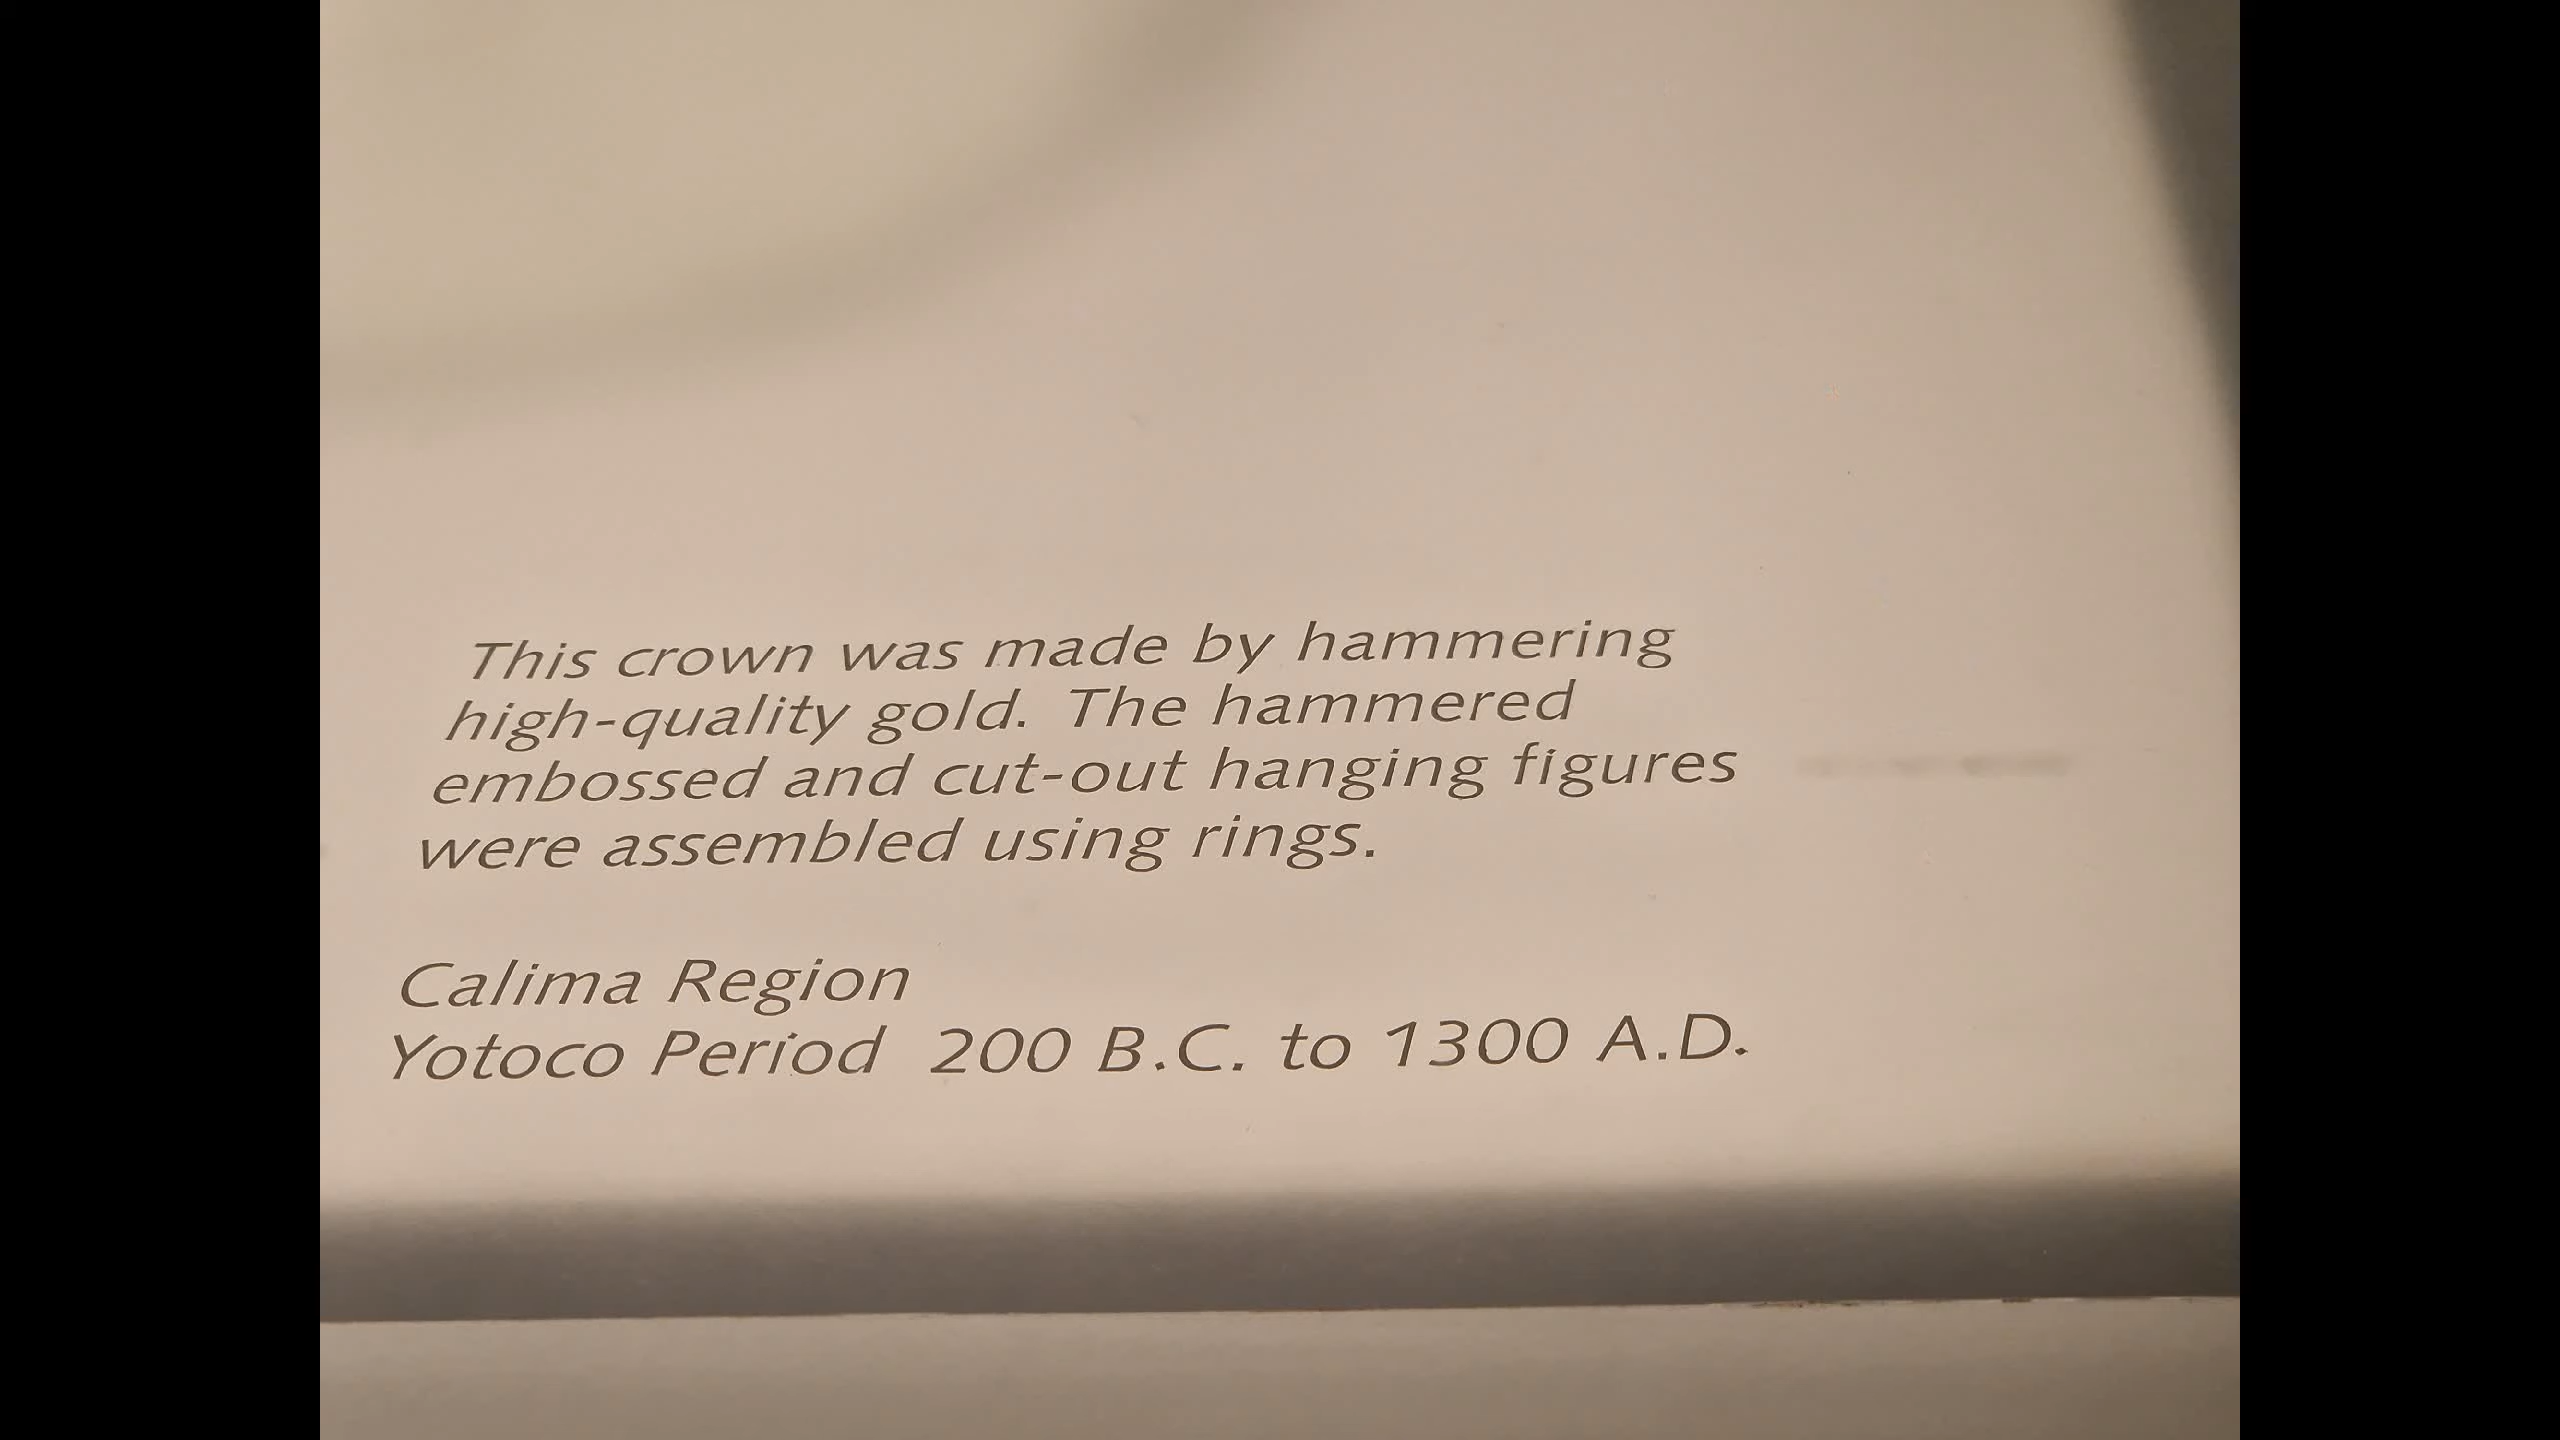 This crown was made by hammering
high-quality gold. The hammered
embossed and cut-out hanging figures
were assembled using rings.
Calima Region
Yotoco Period 200 B.C. to 1300 A.D.